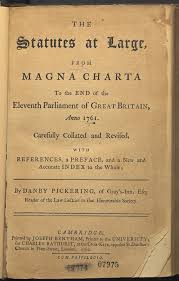 THE
Statutes at Large,
FROM
MAGNA CHARTA
To the END of the
Eleventh Parliament of GREAT BRITAIN,
Anno 1761.
Carefully Collated and Revised,
WITH
REFERENCES, a PREFACE, and a New and
Accurate INDEX to the Whole;
By DANBY PICKERING, of Gray's-Inn, Esq;
Reader of the Law Lecture to that Honourable Society.
CAMBRIDGE,
Printed by JOSEPH BENTHAM, Printer to the UNIVERSITY;
for CHARLES BATHURST, at the Cross-Keys, opposite St. Dunstan's
Church in Fleet-Street, London. 1762.
CUM PRIVILEGIO.
07975